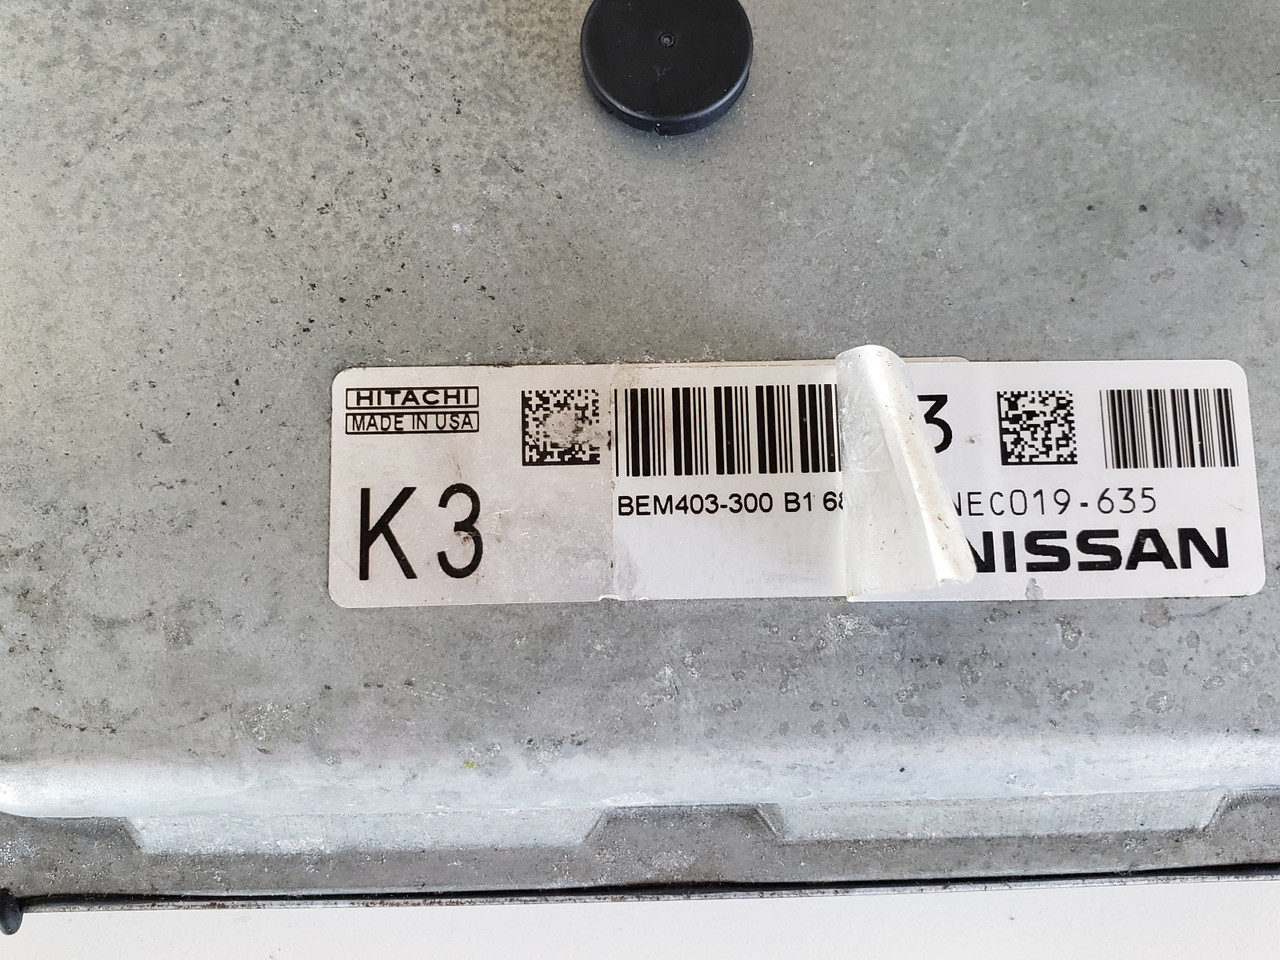 HITACHI
MADE IN USA
K3
BEM403-300 B1 68
3
NEC019-635
NISSAN